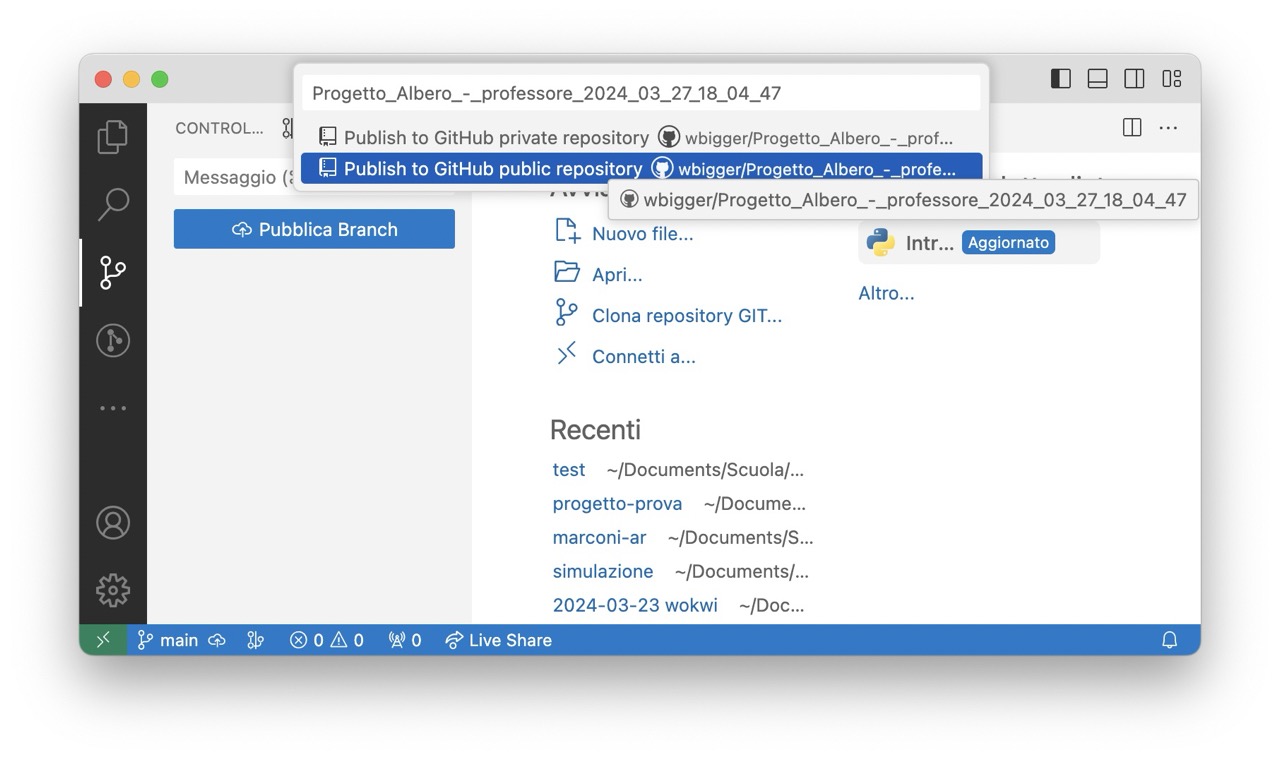 Progetto_Albero_-_professore_2024_03_27_18_04_47
Publish to GitHub private repository wbigger/Progetto_Albero_-_prof...
Publish to GitHub public repository wbigger/Progetto_Albero_-_profe...
wbigger/Progetto_Albero_-_professore_2024_03_27_18_04_47
CONTROL...
Messaggio (
Pubblica Branch
Nuovo file...
Apri...
Clona repository GIT...
Connetti a...
Intr... Aggiornato
Altro...
Recenti
test ~/Documents/Scuola/...
progetto-prova ~/Docume...
marconi-ar ~/Documents/S...
simulazione ~/Documents/...
2024-03-23 wokwi ~/Doc...
main 0 0 0 Live Share